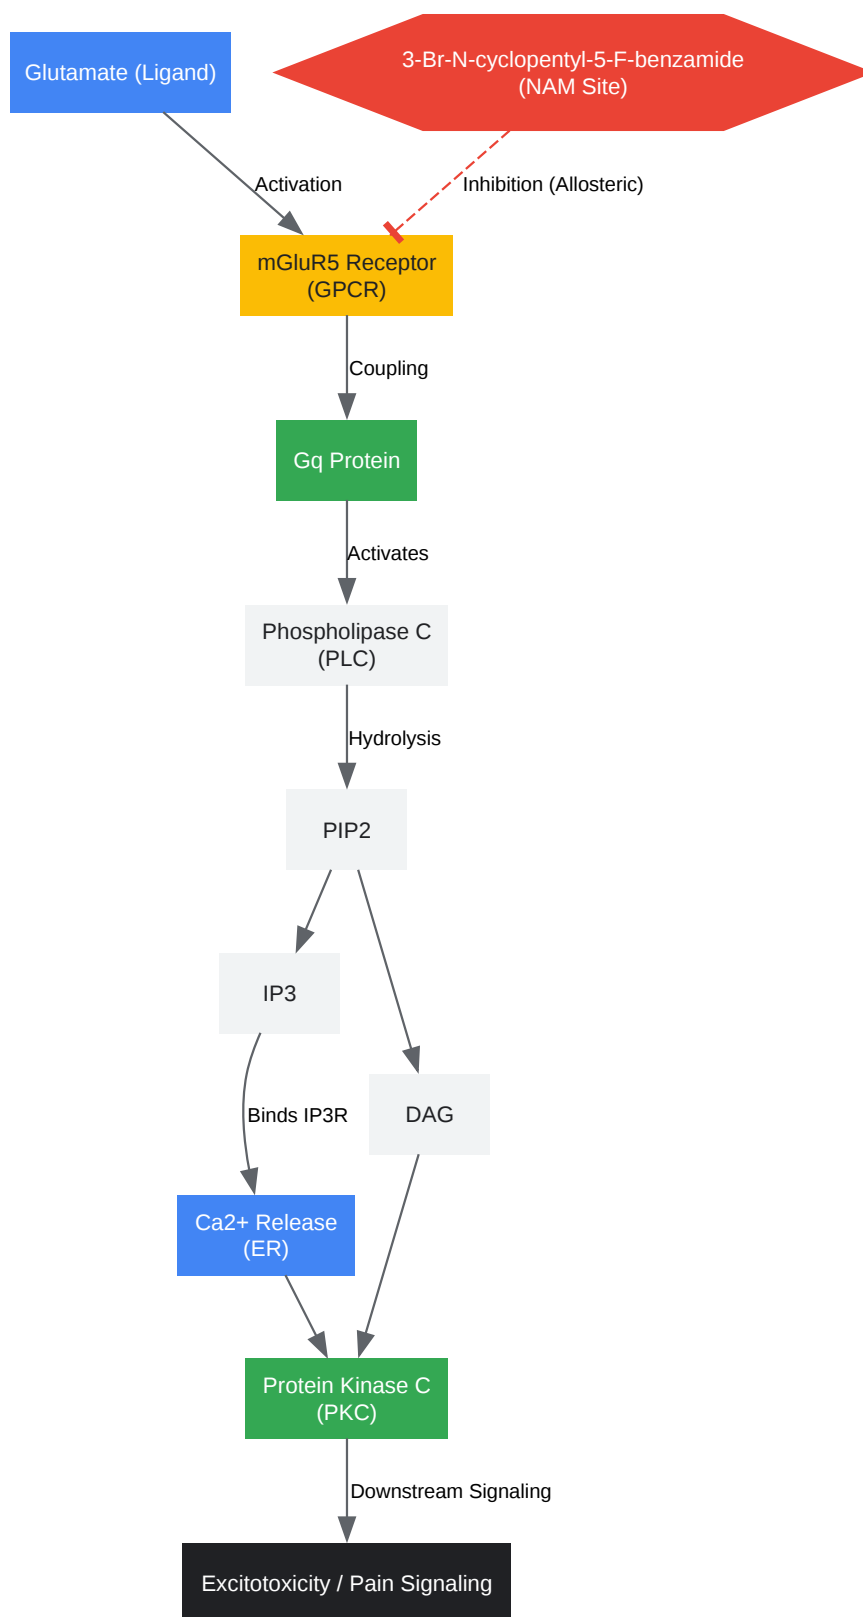 Glutamate (Ligand)
3-Br-N-cyclopentyl-5-F-benzamide
(NAM Site)
Activation
Inhibition (Allosteric)
mGluR5 Receptor
(GPCR)
Coupling
Gq Protein
Activates
Phospholipase C
(PLC)
Hydrolysis
PIP2
IP3
DAG
Binds IP3R
Ca2+ Release
(ER)
Protein Kinase C
(PKC)
Downstream Signaling
Excitotoxicity / Pain Signaling